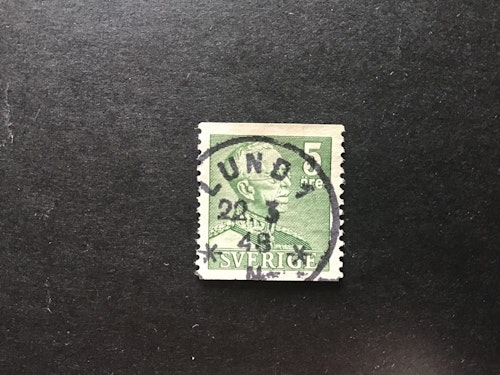 LUND
5
öre
22.3
48
SVERIGE